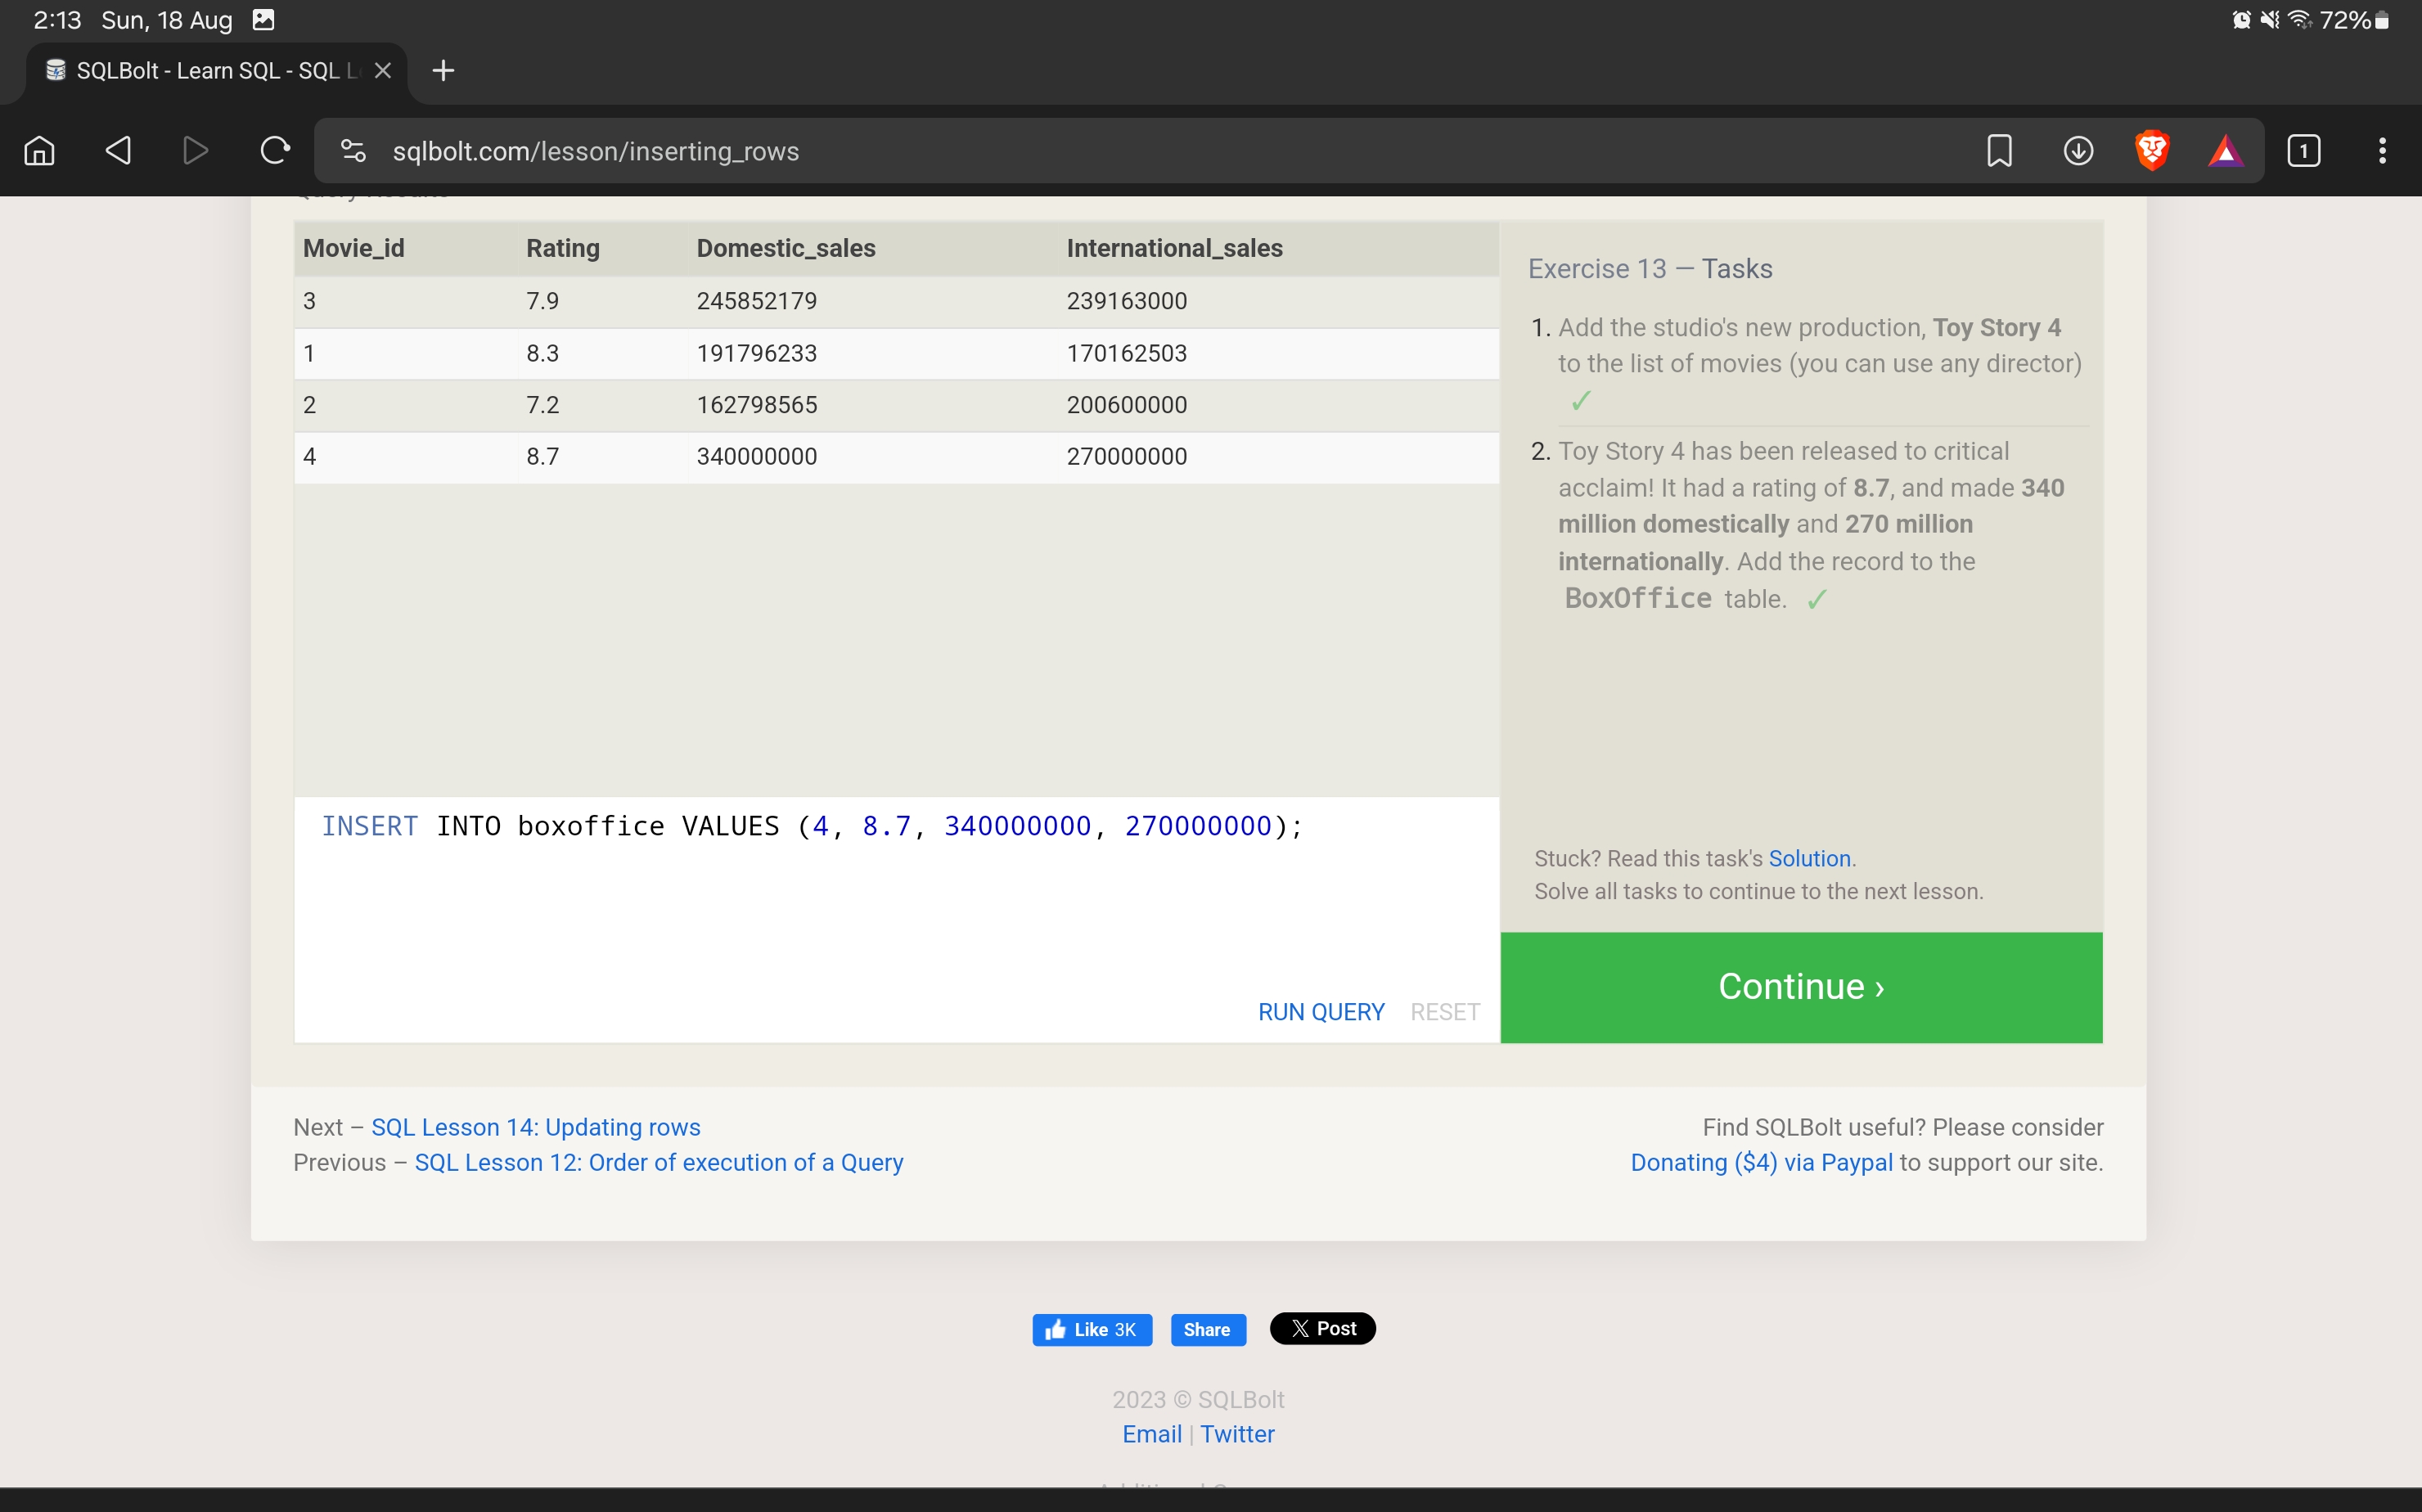 2:13 Sun, 18 Aug
72%
SQLBolt - Learn SQL - SQL L
sqlbolt.com/lesson/inserting_rows
1
Query Results
Movie_id Rating Domestic_sales International_sales
3 7.9 245852179 239163000
1 8.3 191796233 170162503
2 7.2 162798565 200600000
4 8.7 340000000 270000000
INSERT INTO boxoffice VALUES (4, 8.7, 340000000, 270000000);
RUN QUERY RESET
Exercise 13 — Tasks
1. Add the studio's new production, Toy Story 4
to the list of movies (you can use any director)
✓
2. Toy Story 4 has been released to critical
acclaim! It had a rating of 8.7, and made 340
million domestically and 270 million
internationally. Add the record to the
BoxOffice table. ✓
Stuck? Read this task's Solution.
Solve all tasks to continue to the next lesson.
Continue ›
Next – SQL Lesson 14: Updating rows
Previous – SQL Lesson 12: Order of execution of a Query
Find SQLBolt useful? Please consider
Donating ($4) via Paypal to support our site.
Like 3K
Share
X Post
2023 © SQLBolt
Email | Twitter